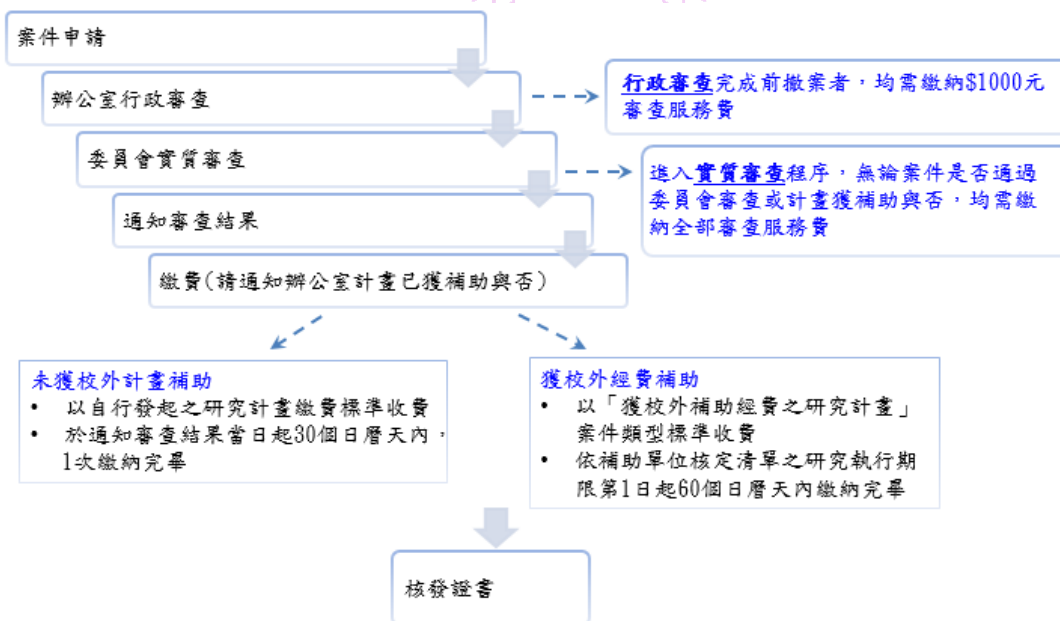 案件申請
辦公室行政審查
行政審查完成前撤案者，均需繳納$1000元
審查服務費
委員會實質審查
進入實質審查程序，無論案件是否通過
委員會審查或計畫獲補助與否，均需繳
納全部審查服務費
通知審查結果
繳費(請通知辦公室計畫已獲補助與否)
未獲校外計畫補助
• 以自行發起之研究計畫繳費標準收費
• 於通知審查結果當日起30個日曆天內，
1次繳納完畢
獲校外經費補助
• 以「獲校外補助經費之研究計畫」
案件類型標準收費
• 依補助單位核定清單之研究執行期
限第1日起60個日曆天內繳納完畢
核發證書